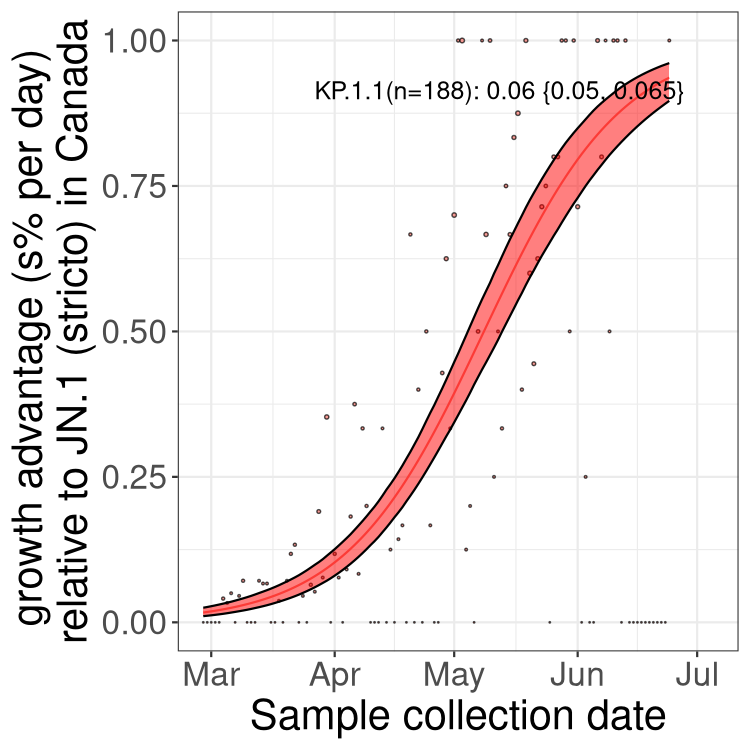 growth advantage (s% per day)
relative to JN.1 (stricto) in Canada
1.00
0.75
0.50
0.25
0.00
KP.1.1(n=188): 0.06 {0.05, 0.065}
Mar Apr May Jun Jul
Sample collection date